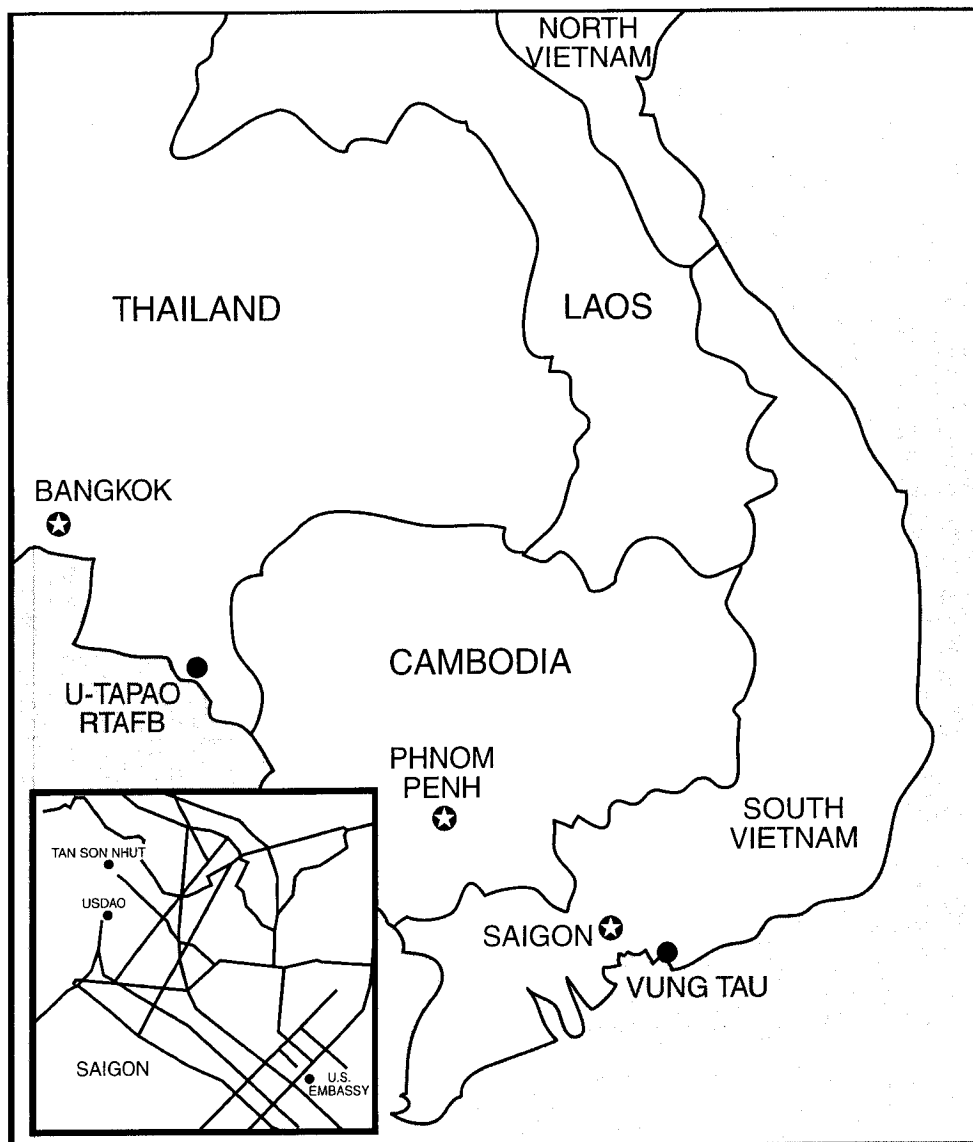 NORTH
VIETNAM
THAILAND
LAOS
BANGKOK
CAMBODIA
U-TAPAO
RTAFB
PHNOM
PENH
SOUTH
VIETNAM
TAN SON NHUT
USDAO
SAIGON
VUNG TAU
SAIGON
U.S.
EMBASSY